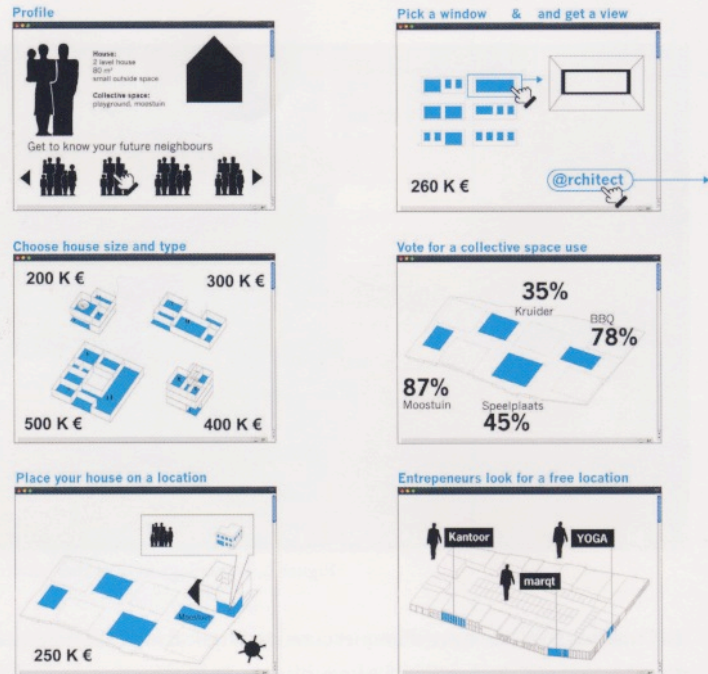 Profile
House:
2 level house
80 m²
small outside space
Collective space:
playground, moostuin
Get to know your future neighbours
Pick a window & and get a view
260 K €
@rchitect
Choose house size and type
200 K €
300 K €
500 K €
400 K €
Vote for a collective space use
35%
Kruider
BBQ
78%
87%
Moostuin
Speelplaats
45%
Place your house on a location
Moostuin
250 K €
Entrepeneurs look for a free location
Kantoor
YOGA
marqt